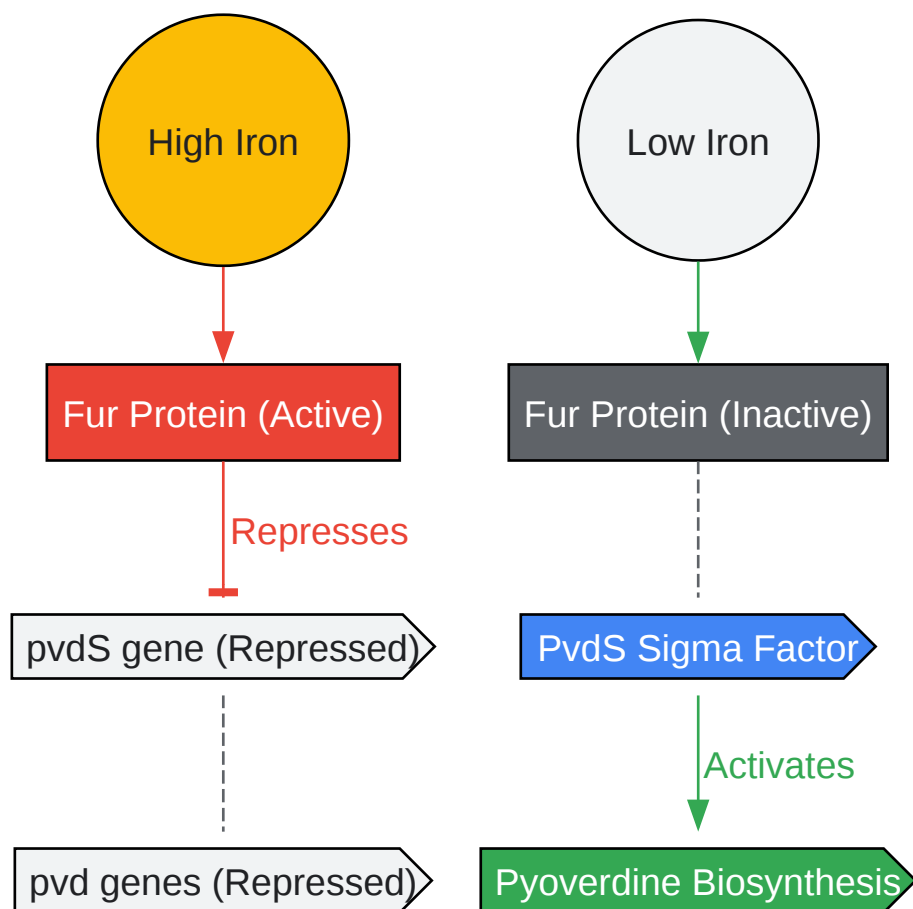 High Iron
Low Iron
Fur Protein (Active)
Fur Protein (Inactive)
Represses
pvdS gene (Repressed)
PvdS Sigma Factor
Activates
pvd genes (Repressed)
Pyoverdine Biosynthesis